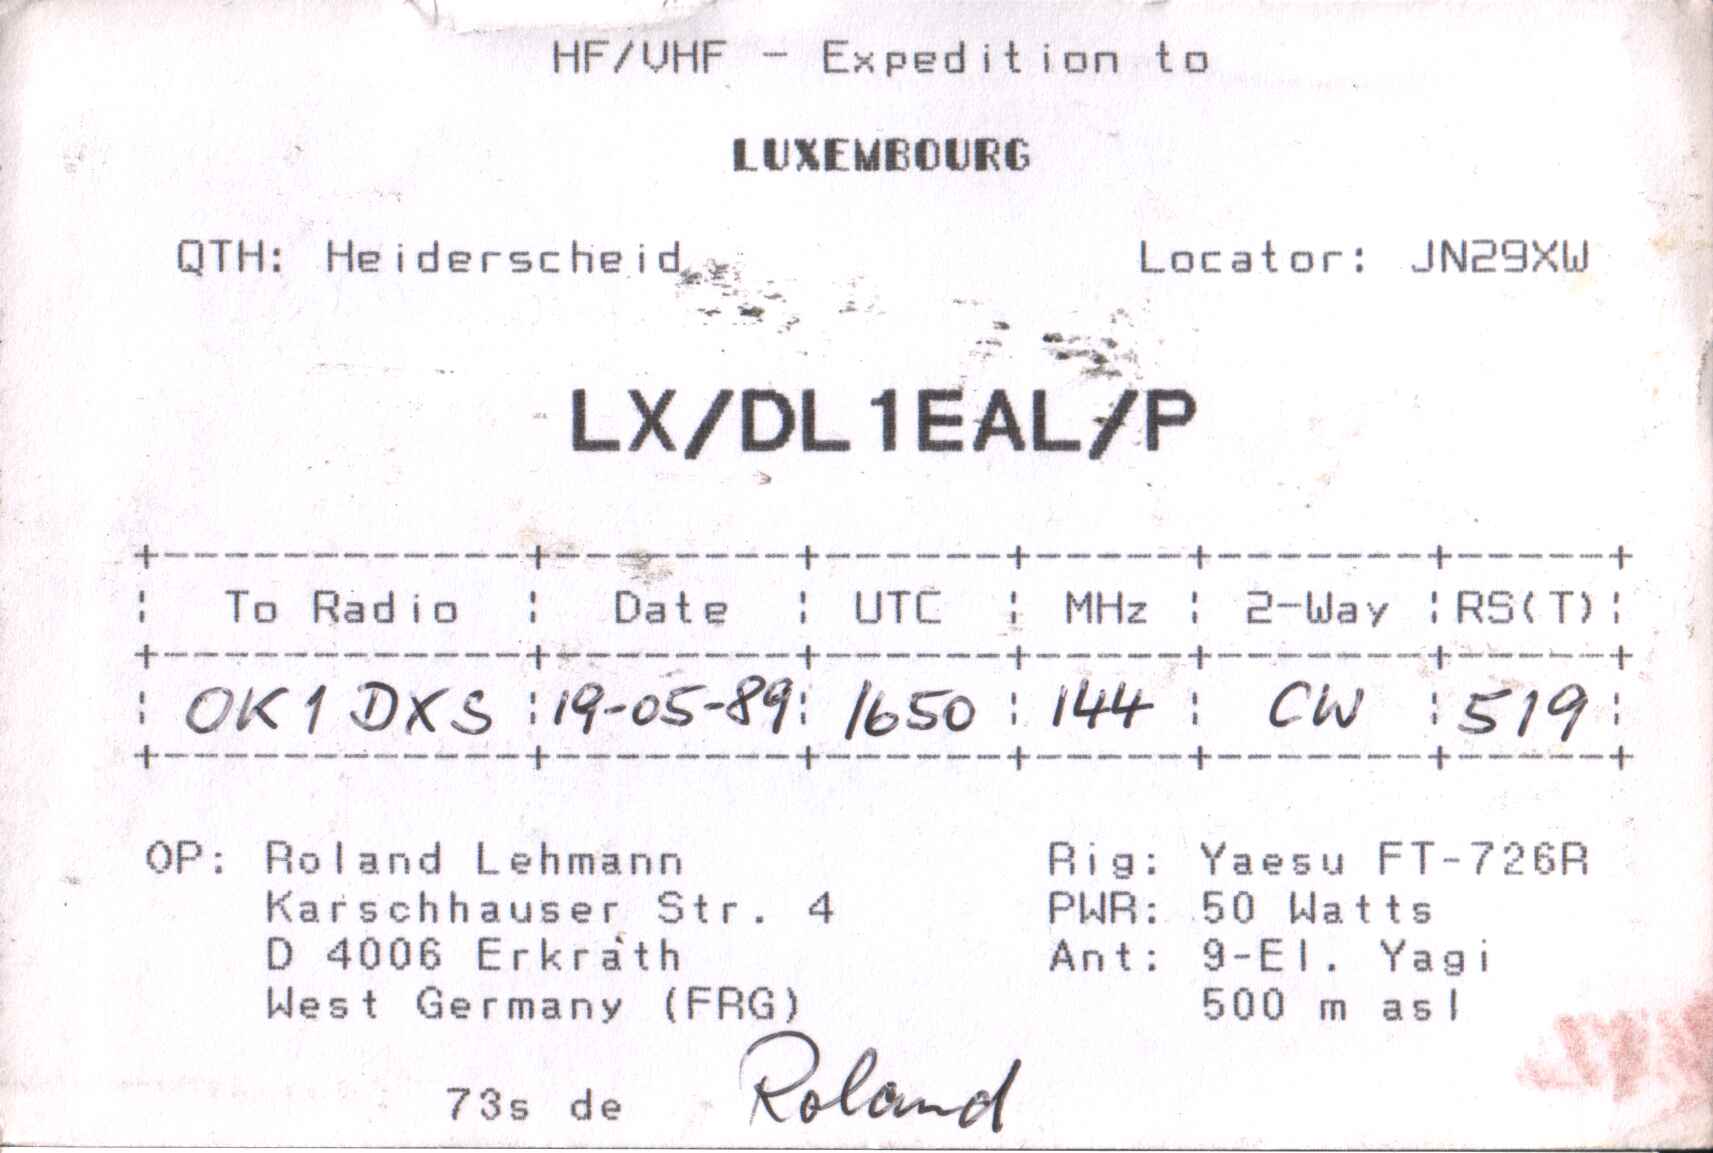 HF/VHF - Expedition to
LUXEMBOURG
QTH: Heiderscheid Locator: JN29XW
LX/DL1EAL/P
+-------------+--------+------+-----+-------+-----+
: To Radio : Date : UTC : MHz : 2-Way :RS(T):
+-------------+--------+------+-----+-------+-----+
: OK1DXS :19-05-89: 1650 : 144 : CW : 519 :
+-------------+--------+------+-----+-------+-----+
OP: Roland Lehmann Rig: Yaesu FT-726R
Karschhauser Str. 4 PWR: 50 Watts
D 4006 Erkrath Ant: 9-El. Yagi
West Germany (FRG) 500 m asl
73s de Roland